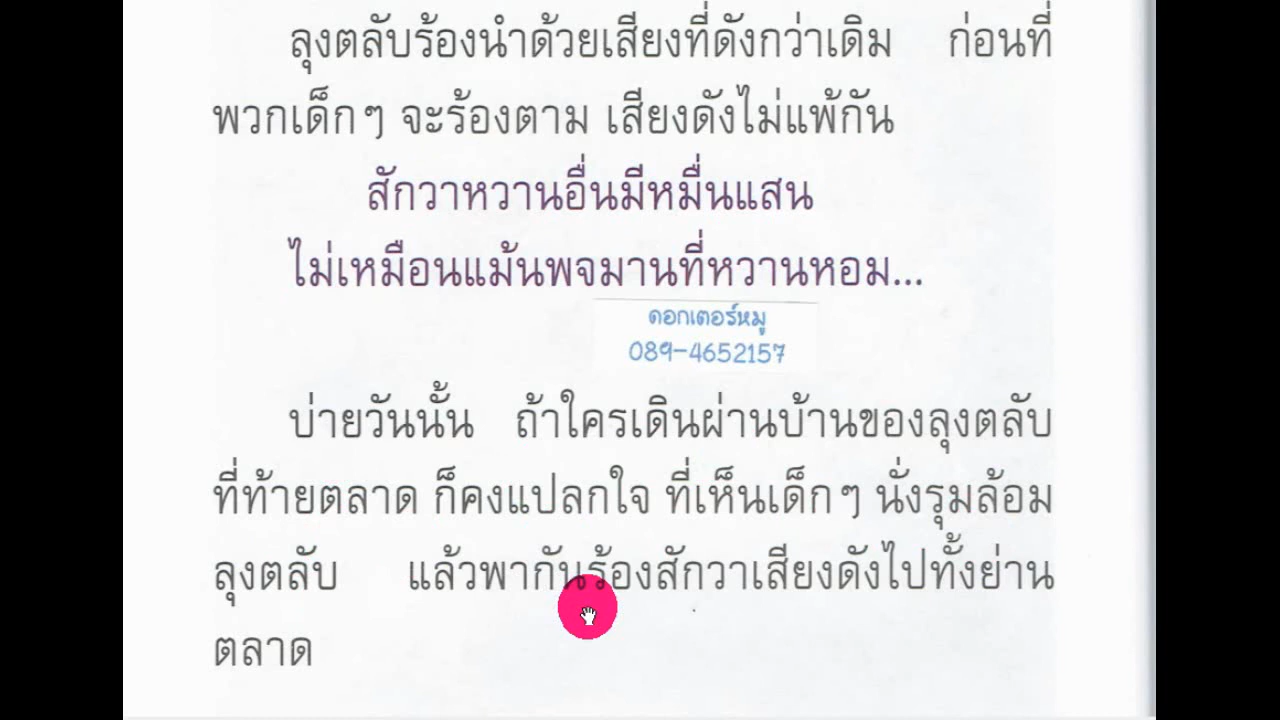 ลุงตลับร้องนำด้วยเสียงที่ดังกว่าเดิม ก่อนที่
พวกเด็กๆ จะร้องตาม เสียงดังไม่แพ้กัน
สักวาหวานอื่นมีหมื่นแสน
ไม่เหมือนแม้นพจมานที่หวานหอม...
ดอกเตอร์หมู
089-4652157
บ่ายวันนั้น ถ้าใครเดินผ่านบ้านของลุงตลับ
ที่ท้ายตลาด ก็คงแปลกใจ ที่เห็นเด็กๆ นั่งรุมล้อม
ลุงตลับ แล้วพากันร้องสักวาเสียงดังไปทั้งย่าน
ตลาด